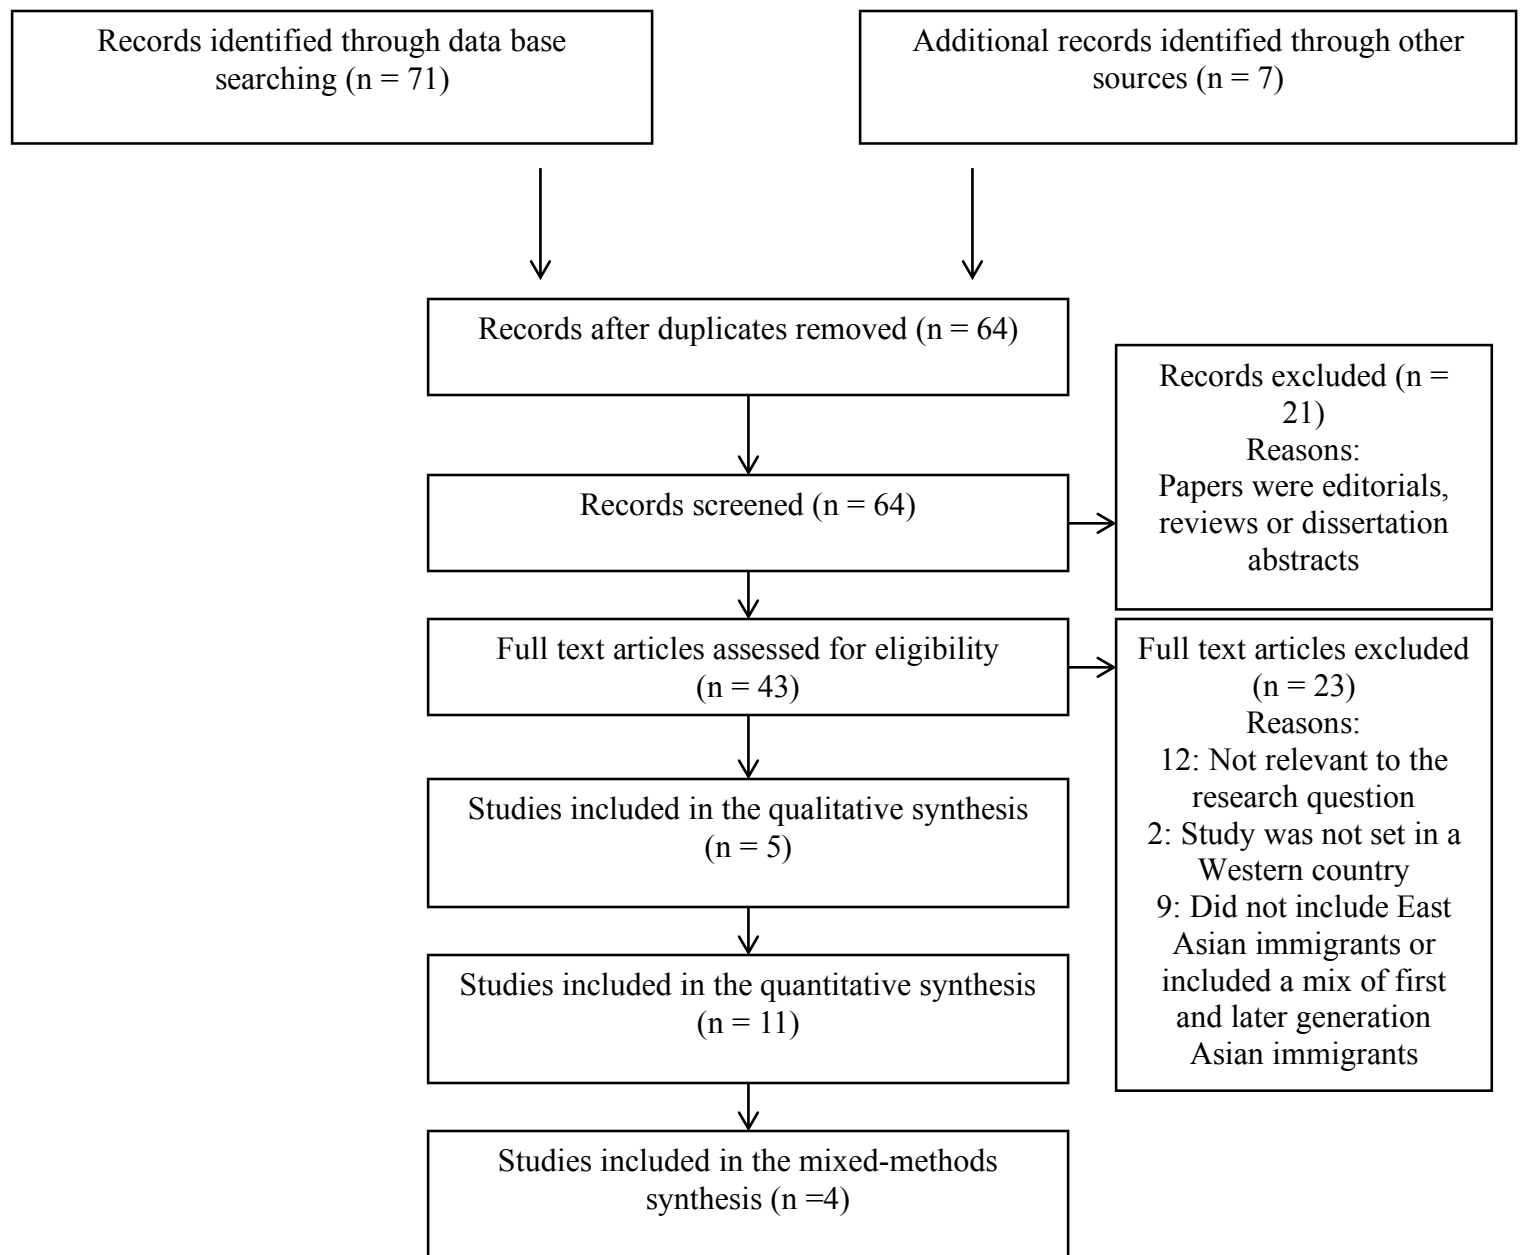 Records identified through data base
searching (n = 71)
Additional records identified through other
sources (n = 7)
Records after duplicates removed (n = 64)
Records excluded (n =
21)
Reasons:
Papers were editorials,
reviews or dissertation
abstracts
Records screened (n = 64)
Full text articles assessed for eligibility
(n = 43)
Full text articles excluded
(n = 23)
Reasons:
12: Not relevant to the
research question
2: Study was not set in a
Western country
9: Did not include East
Asian immigrants or
included a mix of first
and later generation
Asian immigrants
Studies included in the qualitative synthesis
(n = 5)
Studies included in the quantitative synthesis
(n = 11)
Studies included in the mixed-methods
synthesis (n =4)